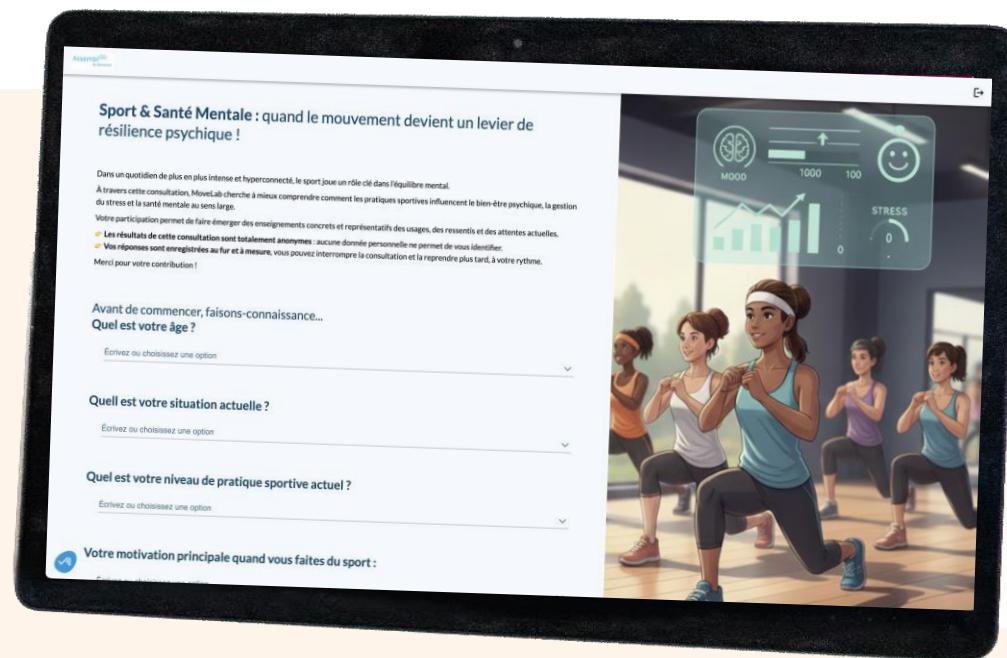 Sport & Santé Mentale : quand le mouvement devient un levier de
résilience psychique !
Dans un quotidien de plus en plus intense et hyperconnecté, le sport joue un rôle clé dans l'équilibre mental.
À travers cette consultation, MoveLab cherche à mieux comprendre comment les pratiques sportives influencent le bien-être psychique, la gestion
du stress et la santé mentale au sens large.
Votre participation permet de faire émerger des enseignements concrets et représentatifs des usages, des ressentis et des attentes actuelles.
👉 Les résultats de cette consultation sont totalement anonymes : aucune donnée personnelle ne permet de vous identifier.
👉 Vos réponses sont enregistrées au fur et à mesure, vous pouvez interrompre la consultation et la reprendre plus tard, à votre rythme.
Merci pour votre contribution !
Avant de commencer, faisons-connaissance...
Quel est votre âge ?
Écrivez ou choisissez une option
Quell est votre situation actuelle ?
Écrivez ou choisissez une option
Quel est votre niveau de pratique sportive actuel ?
Écrivez ou choisissez une option
Votre motivation principale quand vous faites du sport :
MOOD
1000
100
STRESS
0
0